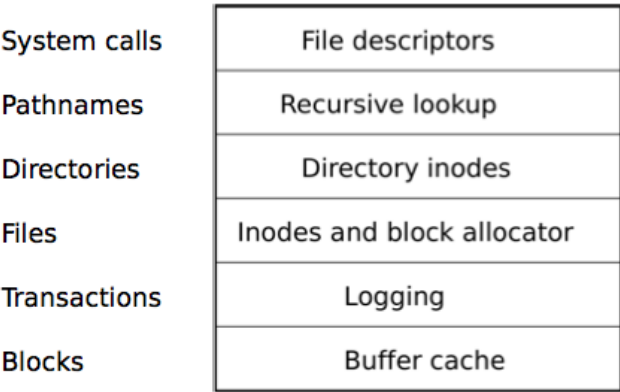 System calls File descriptors
Pathnames Recursive lookup
Directories Directory inodes
Files Inodes and block allocator
Transactions Logging
Blocks Buffer cache